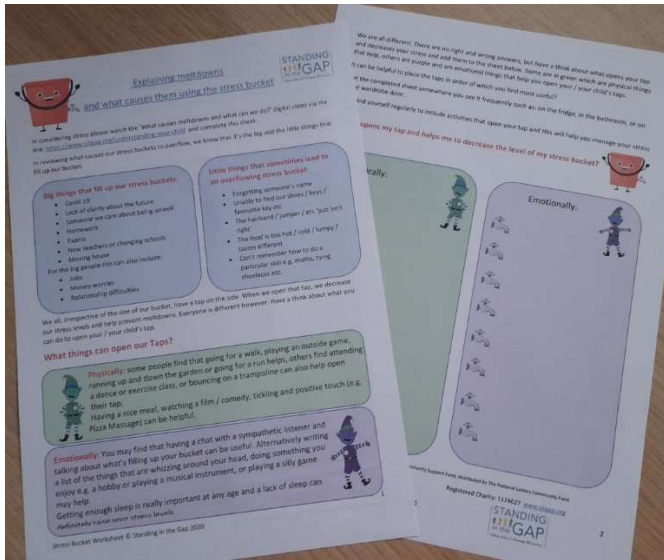 Explaining meltdowns
and what causes them using the stress bucket
STANDING
in the GAP
In considering stress please watch the 'What causes meltdowns and what can we do?' digital video via the
link: and complete this sheet.
In reviewing what causes our stress buckets to overflow, we know that it's the big and the little things that
fill up our bucket.
Big things that fill up our stress buckets:
Covid 19
Lack of clarity about the future
Someone we care about being unwell
Homework
Exams
New teachers or changing schools
Moving house
For the big people this can also include:
Jobs
Money worries
Relationship difficulties
Little things that sometimes lead to
an overflowing stress bucket
Forgetting someone's name
Unable to find our shoes / keys /
favourite toy etc
The hairband / jumper / etc 'just isn't
right'
The food is too hot / cold / lumpy /
tastes different
Can't remember how to do a
particular skill e.g. maths, tying
shoelaces etc.
We all, irrespective of the size of our bucket, have a tap on the side. When we open that tap, we decrease
our stress levels and help prevent meltdowns. Everyone is different however. Have a think about what you
can do to open your / your child's tap.
What things can open our Taps?
Physically: some people find that going for a walk, playing an outside game,
running up and down the garden or going for a run helps, others find attending
a dance or exercise class, or bouncing on a trampoline can also help open
their tap.
Having a nice meal, watching a film / comedy, tickling and positive touch (e.g.
Pizza Massage) can be helpful.
Emotionally: You may find that having a chat with a sympathetic listener and
talking about what's filling up your bucket can be useful. Alternatively writing
a list of the things that are whizzing around your head, doing something you
enjoy e.g. a hobby or playing a musical instrument, or playing a silly game
may help.
Getting enough sleep is really important at any age and a lack of sleep can
definitely raise your stress levels
1
Stress Bucket Worksheet © Standing in the Gap 2020
We are all different. There are no right and wrong answers, but have a think about what opens your tap
and decreases your stress and add them to the sheet below. Some are in green which are physical things
that help, others are purple and are emotional things that help you open your / your child's taps.
t can be helpful to place the taps in order of which you find most useful?
the completed sheet somewhere you see it frequently such as: on the fridge, in the bathroom, or on
r wardrobe door.
nd yourself regularly to include activities that open your tap and this will help you manage your stress
opens my tap and helps me to decrease the level of my stress bucket?
ically:
Emotionally:
munity Support Fund, distributed by The National Lottery Community Fund
Registered Charity: 1124627 www.sitgap.org
STANDING
in the GAP
2